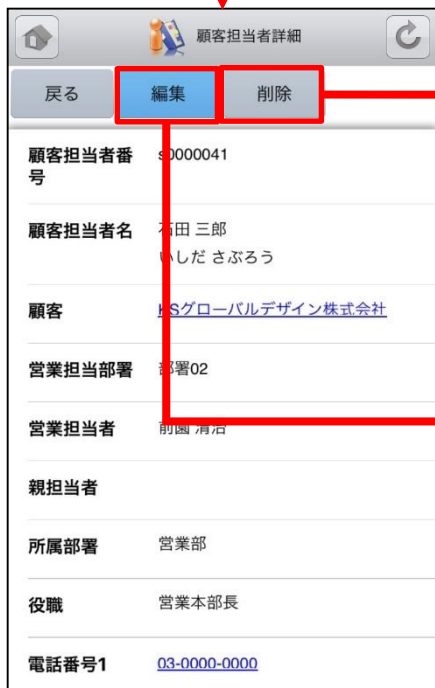 顧客担当者詳細
戻る 編集 削除
顧客担当者番号 s0000041
顧客担当者名 石田 三郎
いしだ さぶろう
顧客 KSグローバルデザイン株式会社
営業担当部署 部署02
営業担当者 前園 清治
親担当者
所属部署 営業部
役職 営業本部長
電話番号1 03-0000-0000